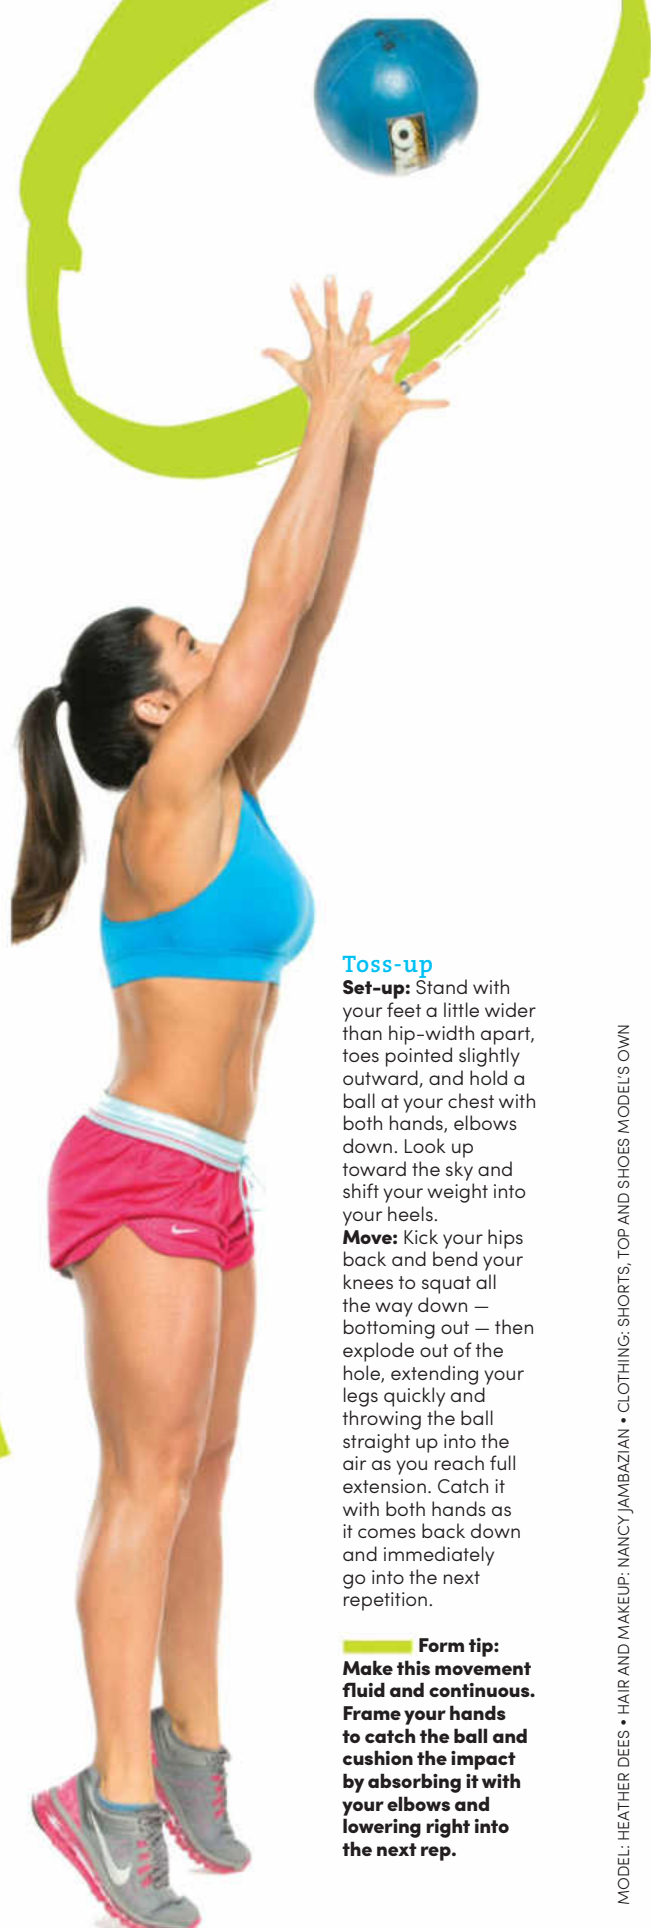 Toss-up
Set-up: Stand with
your feet a little wider
than hip-width apart,
toes pointed slightly
outward, and hold a
ball at your chest with
both hands, elbows
down. Look up
toward the sky and
shift your weight into
your heels.
Move: Kick your hips
back and bend your
knees to squat all
the way down —
bottoming out — then
explode out of the
hole, extending your
legs quickly and
throwing the ball
straight up into the
air as you reach full
extension. Catch it
with both hands as
it comes back down
and immediately
go into the next
repetition.
Form tip:
Make this movement
fluid and continuous.
Frame your hands
to catch the ball and
cushion the impact
by absorbing it with
your elbows and
lowering right into
the next rep.
MODEL: HEATHER DEES • HAIR AND MAKEUP: NANCY JAMBAZIAN • CLOTHING: SHORTS, TOP AND SHOES MODEL'S OWN